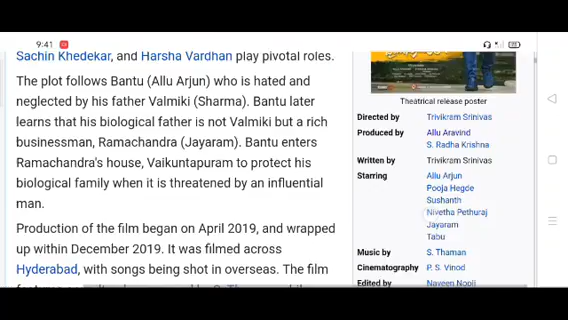 9:41
Sachin Khedekar, and Harsha Vardhan play pivotal roles.
The plot follows Bantu (Allu Arjun) who is hated and
neglected by his father Valmiki (Sharma). Bantu later
learns that his biological father is not Valmiki but a rich
businessman, Ramachandra (Jayaram). Bantu enters
Ramachandra's house, Vaikuntapuram to protect his
biological family when it is threatened by an influential
man.
Production of the film began on April 2019, and wrapped
up within December 2019. It was filmed across
Hyderabad, with songs being shot in overseas. The film
Theatrical release poster
Directed by Trivikram Srinivas
Produced by Allu Aravind
S. Radha Krishna
Written by Trivikram Srinivas
Starring Allu Arjun
Pooja Hegde
Sushanth
Nivetha Pethuraj
Jayaram
Tabu
Music by S. Thaman
Cinematography P. S. Vinod
Edited by Naveen Nooli